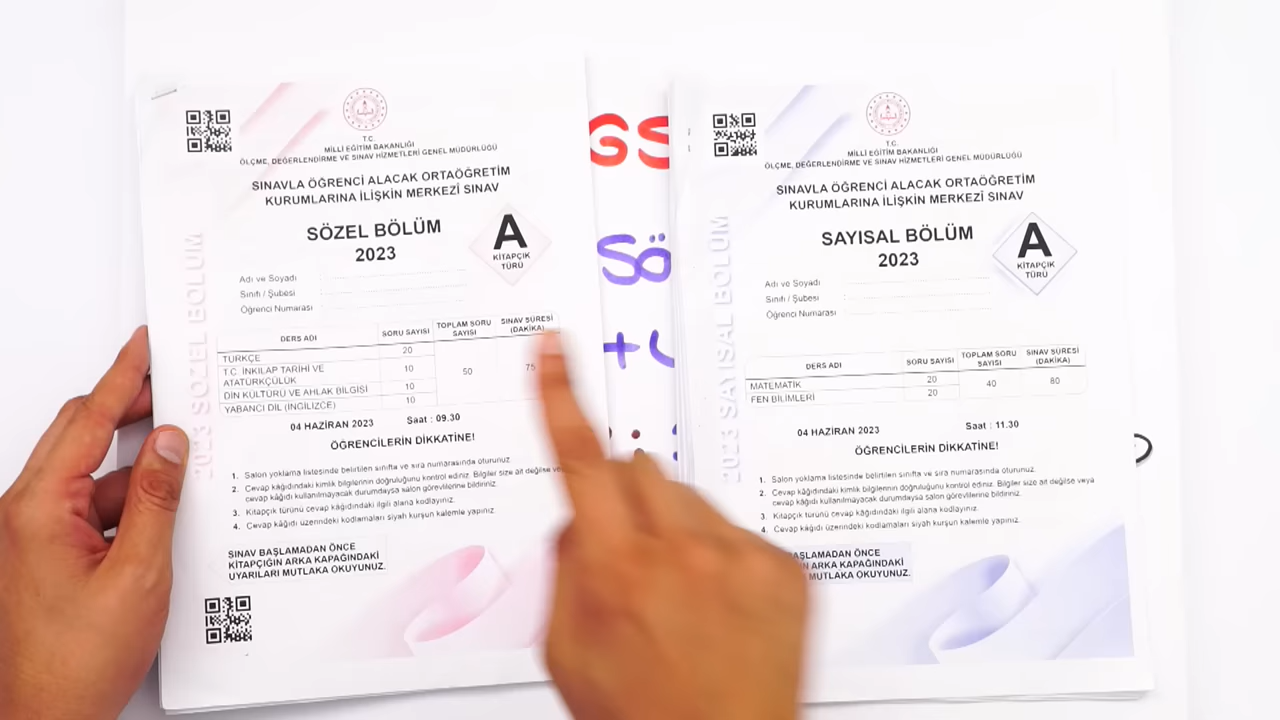 T.C.
MİLLİ EĞİTİM BAKANLIĞI
ÖLÇME, DEĞERLENDİRME VE SINAV HİZMETLERİ GENEL MÜDÜRLÜĞÜ
SINAVLA ÖĞRENCİ ALACAK ORTAÖĞRETİM
KURUMLARINA İLİŞKİN MERKEZİ SINAV
SÖZEL BÖLÜM
2023
A
KİTAPÇIK
TÜRÜ
2023 SÖZEL BÖLÜM
Adı ve Soyadı
Sınıfı / Şubesi
Öğrenci Numarası
DERS ADI SORU SAYISI TOPLAM SORU SAYISI SINAV SÜRESİ (DAKİKA)
TÜRKÇE 20
T.C. İNKILAP TARİHİ VE ATATÜRKÇÜLÜK 10
DİN KÜLTÜRÜ VE AHLAK BİLGİSİ 10
YABANCI DİL (İNGİLİZCE) 10
50 75
04 HAZİRAN 2023 Saat : 09.30
ÖĞRENCİLERİN DİKKATİNE!
1. Salon yoklama listesinde belirtilen sınıfta ve sıra numarasında oturunuz.
2. Cevap kâğıdındaki kimlik bilgilerinin doğruluğunu kontrol ediniz. Bilgiler size ait değilse ve
cevap kâğıdı kullanılmayacak durumdaysa salon görevlilerine bildiriniz.
3. Kitapçık türünü cevap kâğıdındaki ilgili alana kodlayınız.
4. Cevap kâğıdı üzerindeki kodlamaları siyah kurşun kalemle yapınız.
SINAV BAŞLAMADAN ÖNCE
KİTAPÇIĞIN ARKA KAPAĞINDAKİ
UYARILARI MUTLAKA OKUYUNUZ.
GS
Sö
+
T.C.
MİLLİ EĞİTİM BAKANLIĞI
ÖLÇME, DEĞERLENDİRME VE SINAV HİZMETLERİ GENEL MÜDÜRLÜĞÜ
SINAVLA ÖĞRENCİ ALACAK ORTAÖĞRETİM
KURUMLARINA İLİŞKİN MERKEZİ SINAV
SAYISAL BÖLÜM
2023
A
KİTAPÇIK
TÜRÜ
2023 SAYISAL BÖLÜM
Adı ve Soyadı :
Sınıfı / Şubesi :
Öğrenci Numarası
DERS ADI SORU SAYISI TOPLAM SORU SAYISI SINAV SÜRESİ (DAKİKA)
MATEMATİK 20
FEN BİLİMLERİ 20
40 80
04 HAZİRAN 2023 Saat : 11.30
ÖĞRENCİLERİN DİKKATİNE!
1. Salon yoklama listesinde belirtilen sınıfta ve sıra numarasında oturunuz.
2. Cevap kâğıdındaki kimlik bilgilerinin doğruluğunu kontrol ediniz. Bilgiler size ait değilse veya
cevap kâğıdı kullanılmayacak durumdaysa salon görevlilerine bildiriniz.
3. Kitapçık türünü cevap kâğıdındaki ilgili alana kodlayınız.
4. Cevap kâğıdı üzerindeki kodlamaları siyah kurşun kalemle yapınız.
BAŞLAMADAN ÖNCE
ARKA KAPAĞINDAKİ
MUTLAKA OKUYUNUZ.